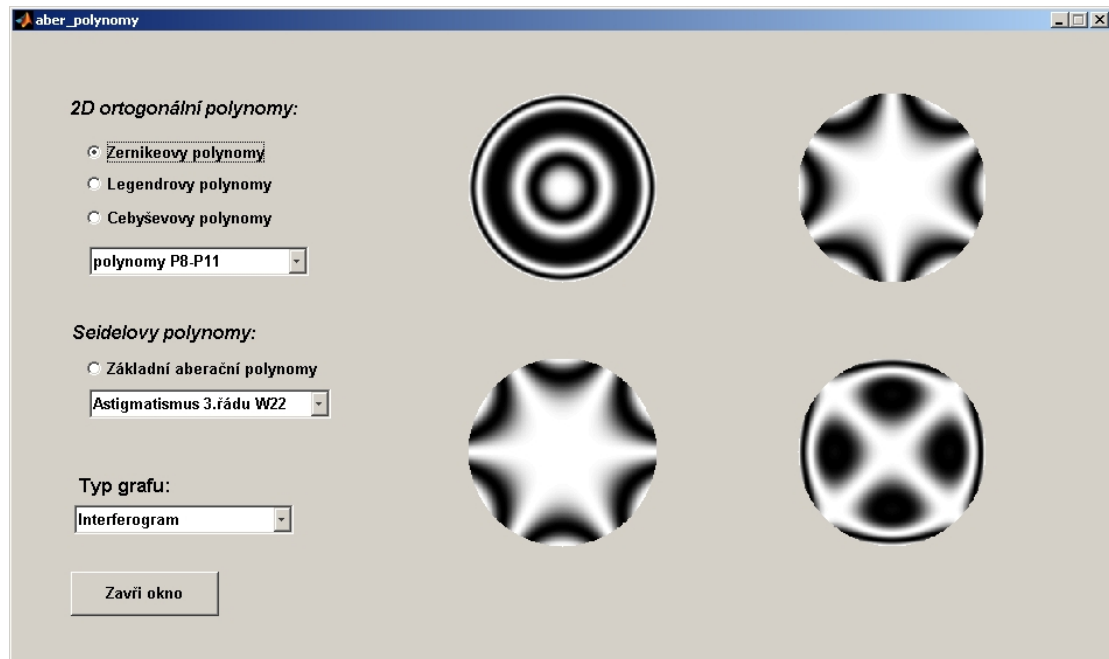 aber_polynomy
2D ortogonální polynomy:
Zernikeovy polynomy
Legendrovy polynomy
Cebyševovy polynomy
polynomy P8-P11
Seidelovy polynomy:
Základní aberační polynomy
Astigmatismus 3.řádu W22
Typ grafu:
Interferogram
Zavři okno